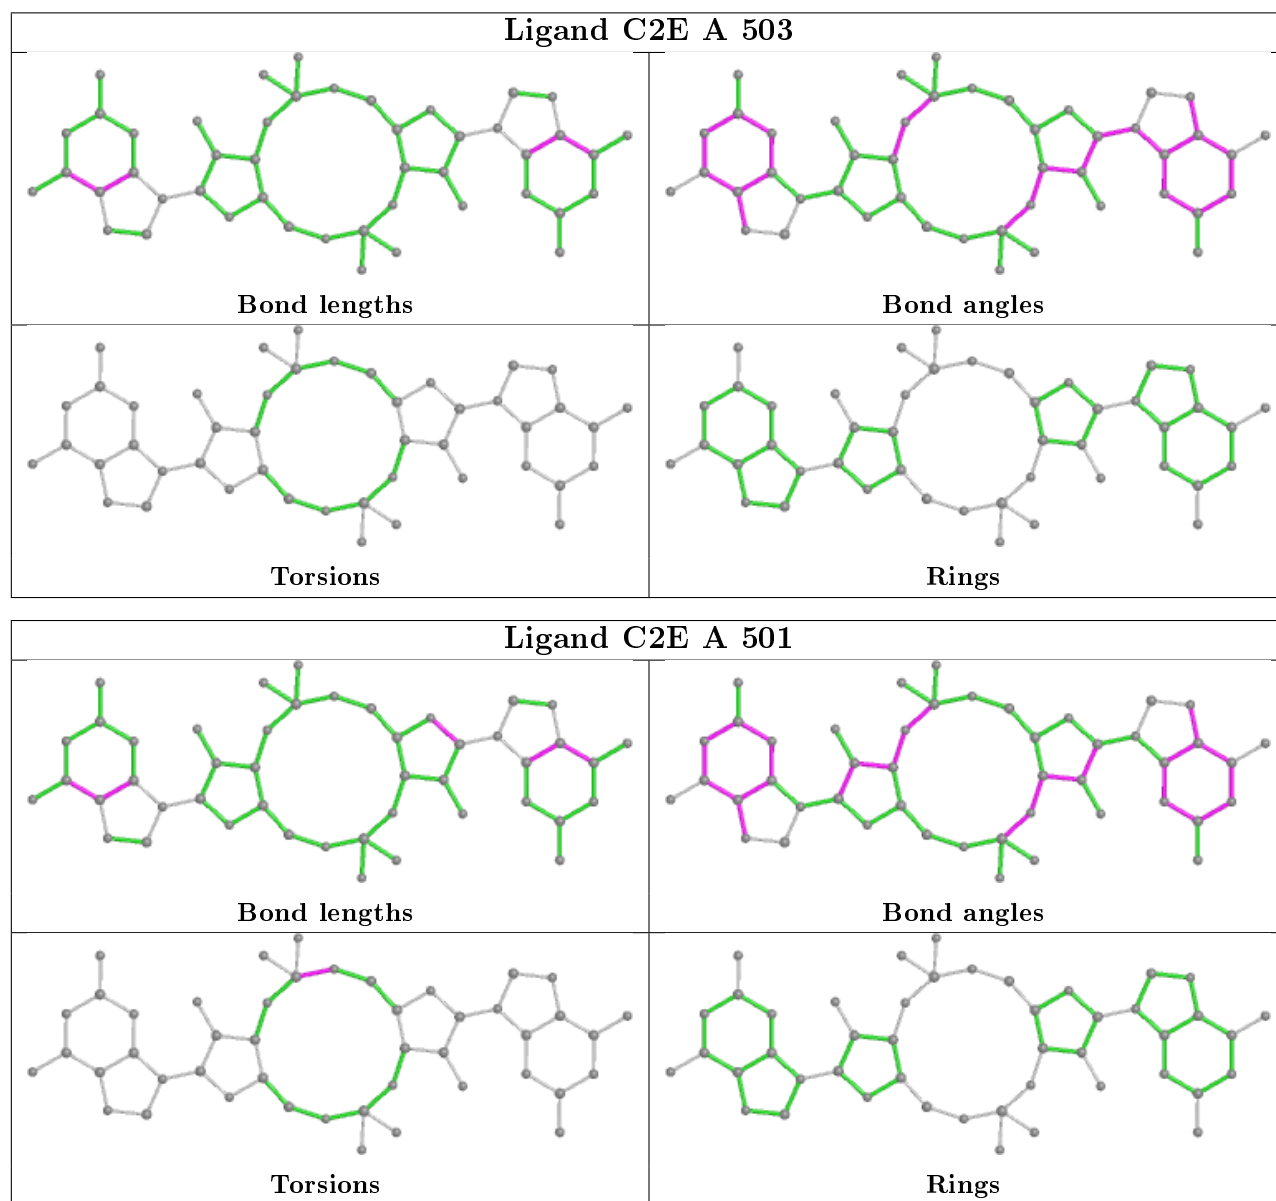 Ligand C2E A 503
Bond lengths
Bond angles
Torsions
Rings
Ligand C2E A 501
Bond lengths
Bond angles
Torsions
Rings